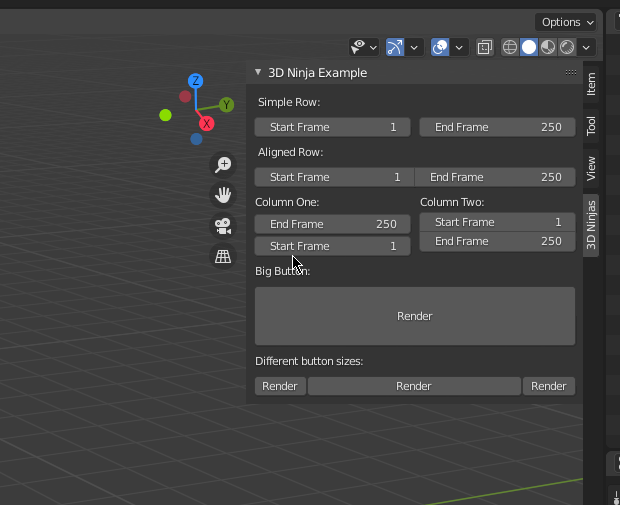 Options
3D Ninja Example
Simple Row:
Start Frame 1 End Frame 250
Aligned Row:
Start Frame 1 End Frame 250
Column One: Column Two:
End Frame 250 Start Frame 1
Start Frame 1 End Frame 250
Big Button:
Render
Different button sizes:
Render Render Render
Z
Y
X
Item
Tool
View
3D Ninjas